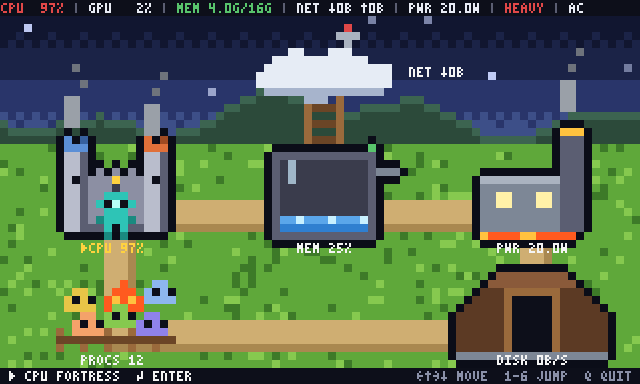 CPU 97% | GPU 2% | MEM 4.0G/16G | NET ↓0B ↑0B | PWR 20.0W | HEAVY | AC
NET ↓0B
▶CPU 97%
MEM 25%
PWR 20.0W
PROCS 12
DISK 0B/S
▶ CPU FORTRESS ↲ ENTER ←↑→↓ MOVE 1-6 JUMP Q QUIT